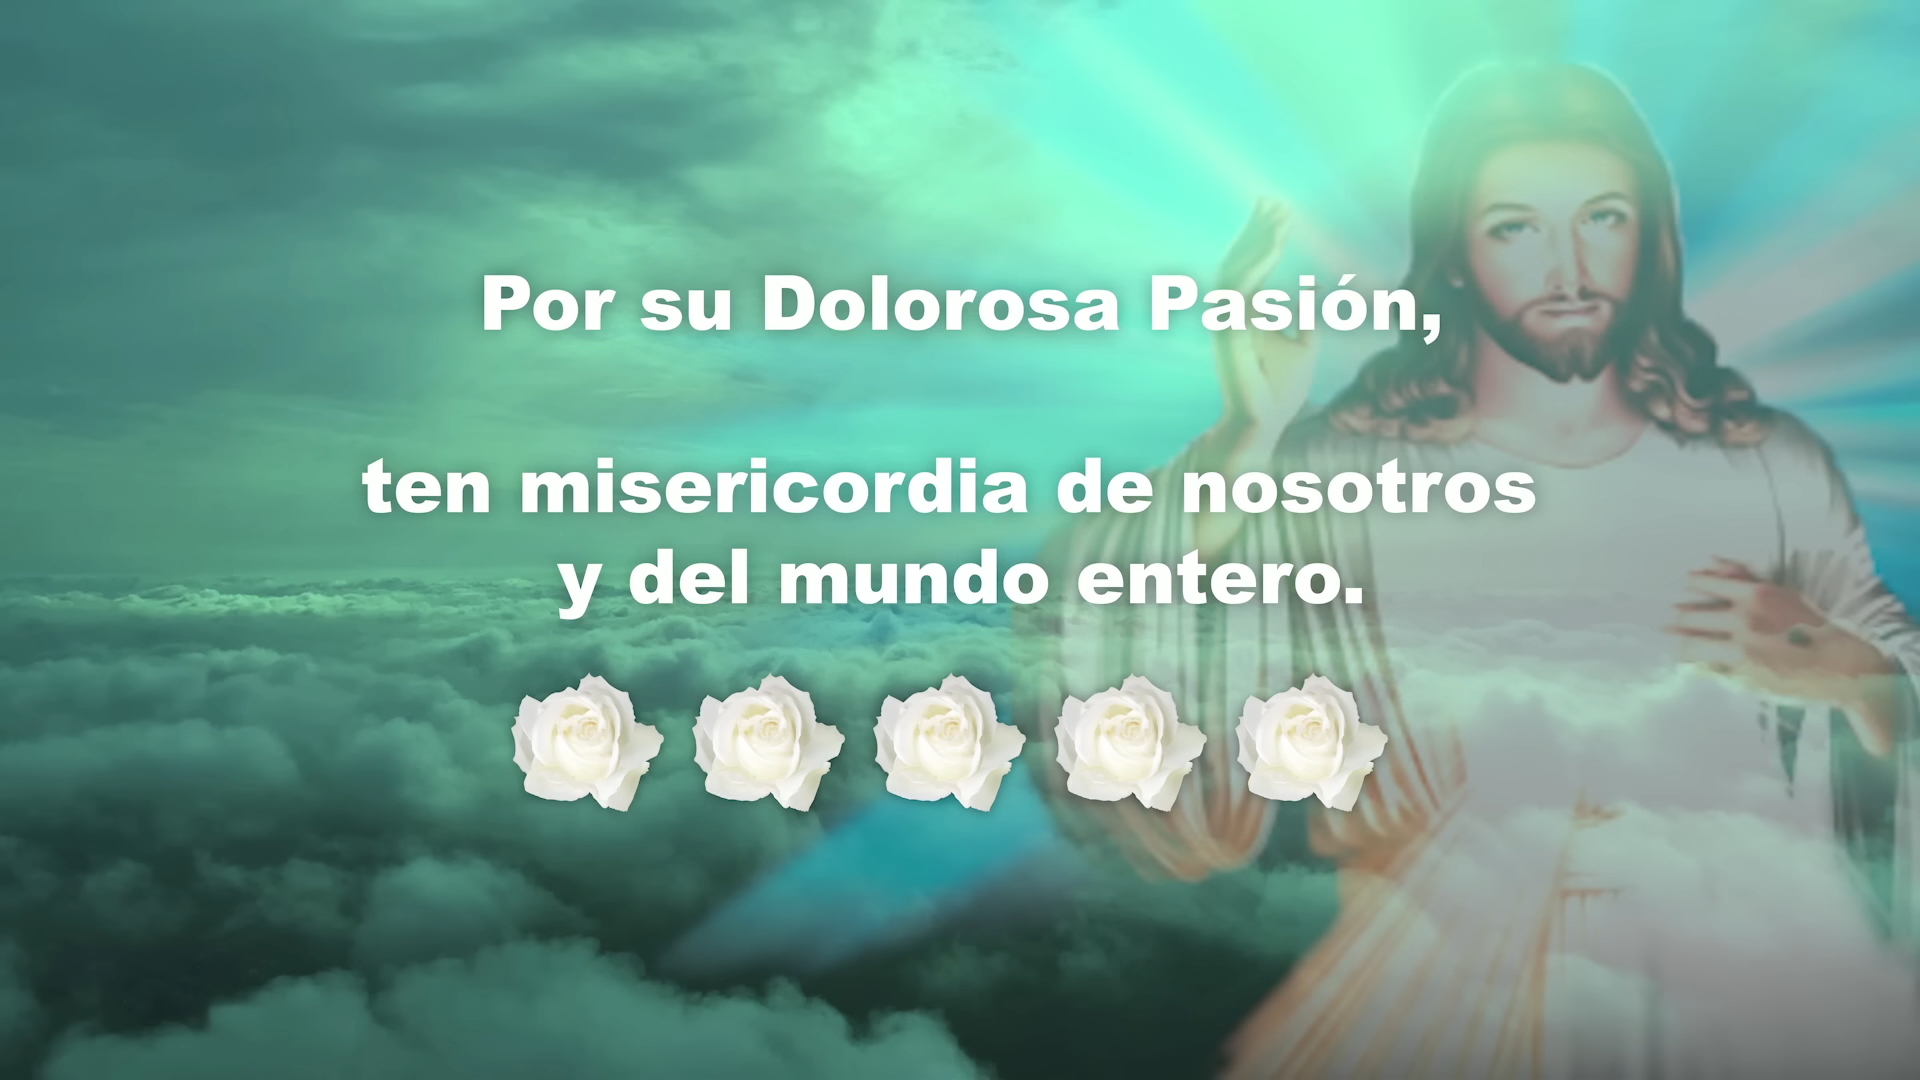 Por su Dolorosa Pasión,
ten misericordia de nosotros
y del mundo entero.